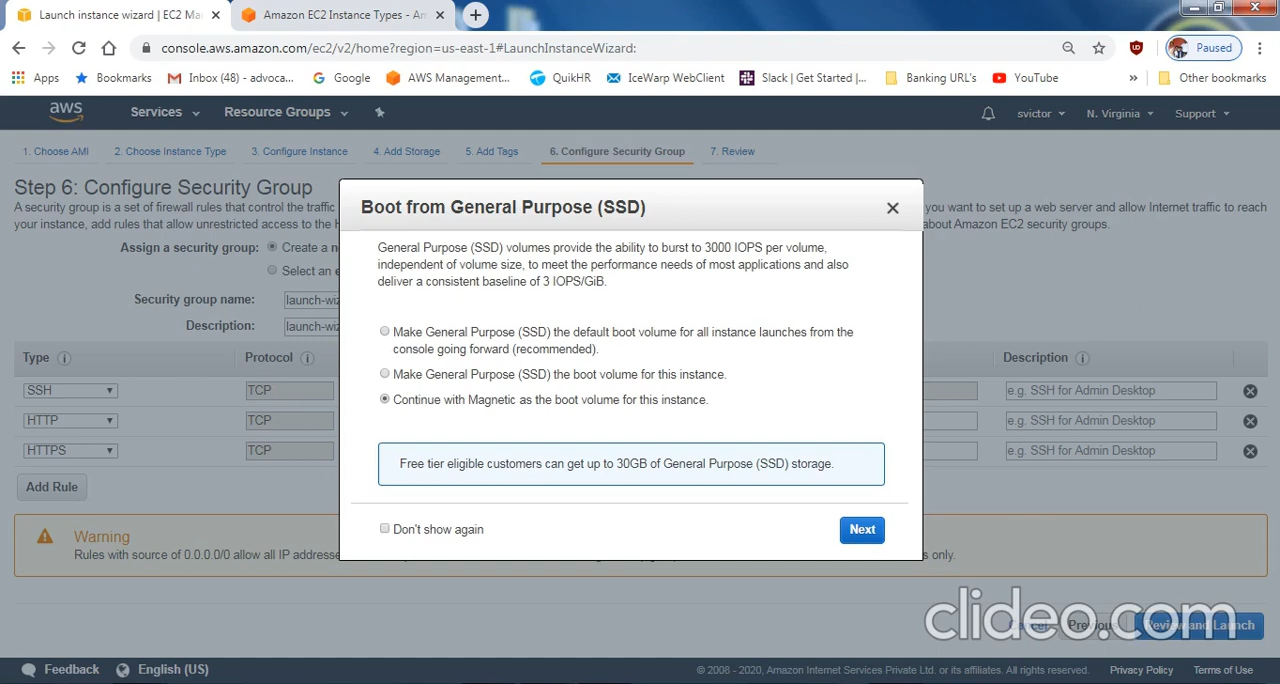 Launch instance wizard | EC2 Ma
Amazon EC2 Instance Types - Am
console.aws.amazon.com/ec2/v2/home?region=us-east-1#LaunchInstanceWizard:
Paused
Apps
Bookmarks
Inbox (48) - advoca...
Google
AWS Management...
QuikHR
IceWarp WebClient
Slack | Get Started |...
Banking URL's
YouTube
»
Other bookmarks
aws
Services
Resource Groups
svictor
N. Virginia
Support
1. Choose AMI
2. Choose Instance Type
3. Configure Instance
4. Add Storage
5. Add Tags
6. Configure Security Group
7. Review
Step 6: Configure Security Group
A security group is a set of firewall rules that control the traffic
you want to set up a web server and allow Internet traffic to reach
your instance, add rules that allow unrestricted access to the H
about Amazon EC2 security groups.
Assign a security group:
Create a n
Select an e
Security group name:
launch-wiz
Description:
launch-wiz
Type
Protocol
Description
SSH
TCP
e.g. SSH for Admin Desktop
HTTP
TCP
e.g. SSH for Admin Desktop
HTTPS
TCP
e.g. SSH for Admin Desktop
Add Rule
Warning
Rules with source of 0.0.0.0/0 allow all IP addresse
s only.
Boot from General Purpose (SSD)
General Purpose (SSD) volumes provide the ability to burst to 3000 IOPS per volume,
independent of volume size, to meet the performance needs of most applications and also
deliver a consistent baseline of 3 IOPS/GiB.
Make General Purpose (SSD) the default boot volume for all instance launches from the
console going forward (recommended).
Make General Purpose (SSD) the boot volume for this instance.
Continue with Magnetic as the boot volume for this instance.
Free tier eligible customers can get up to 30GB of General Purpose (SSD) storage.
Don't show again
Next
clideo.com
Cancel
Previous
Review and Launch
Feedback
English (US)
© 2008 - 2020, Amazon Internet Services Private Ltd. or its affiliates. All rights reserved.
Privacy Policy
Terms of Use